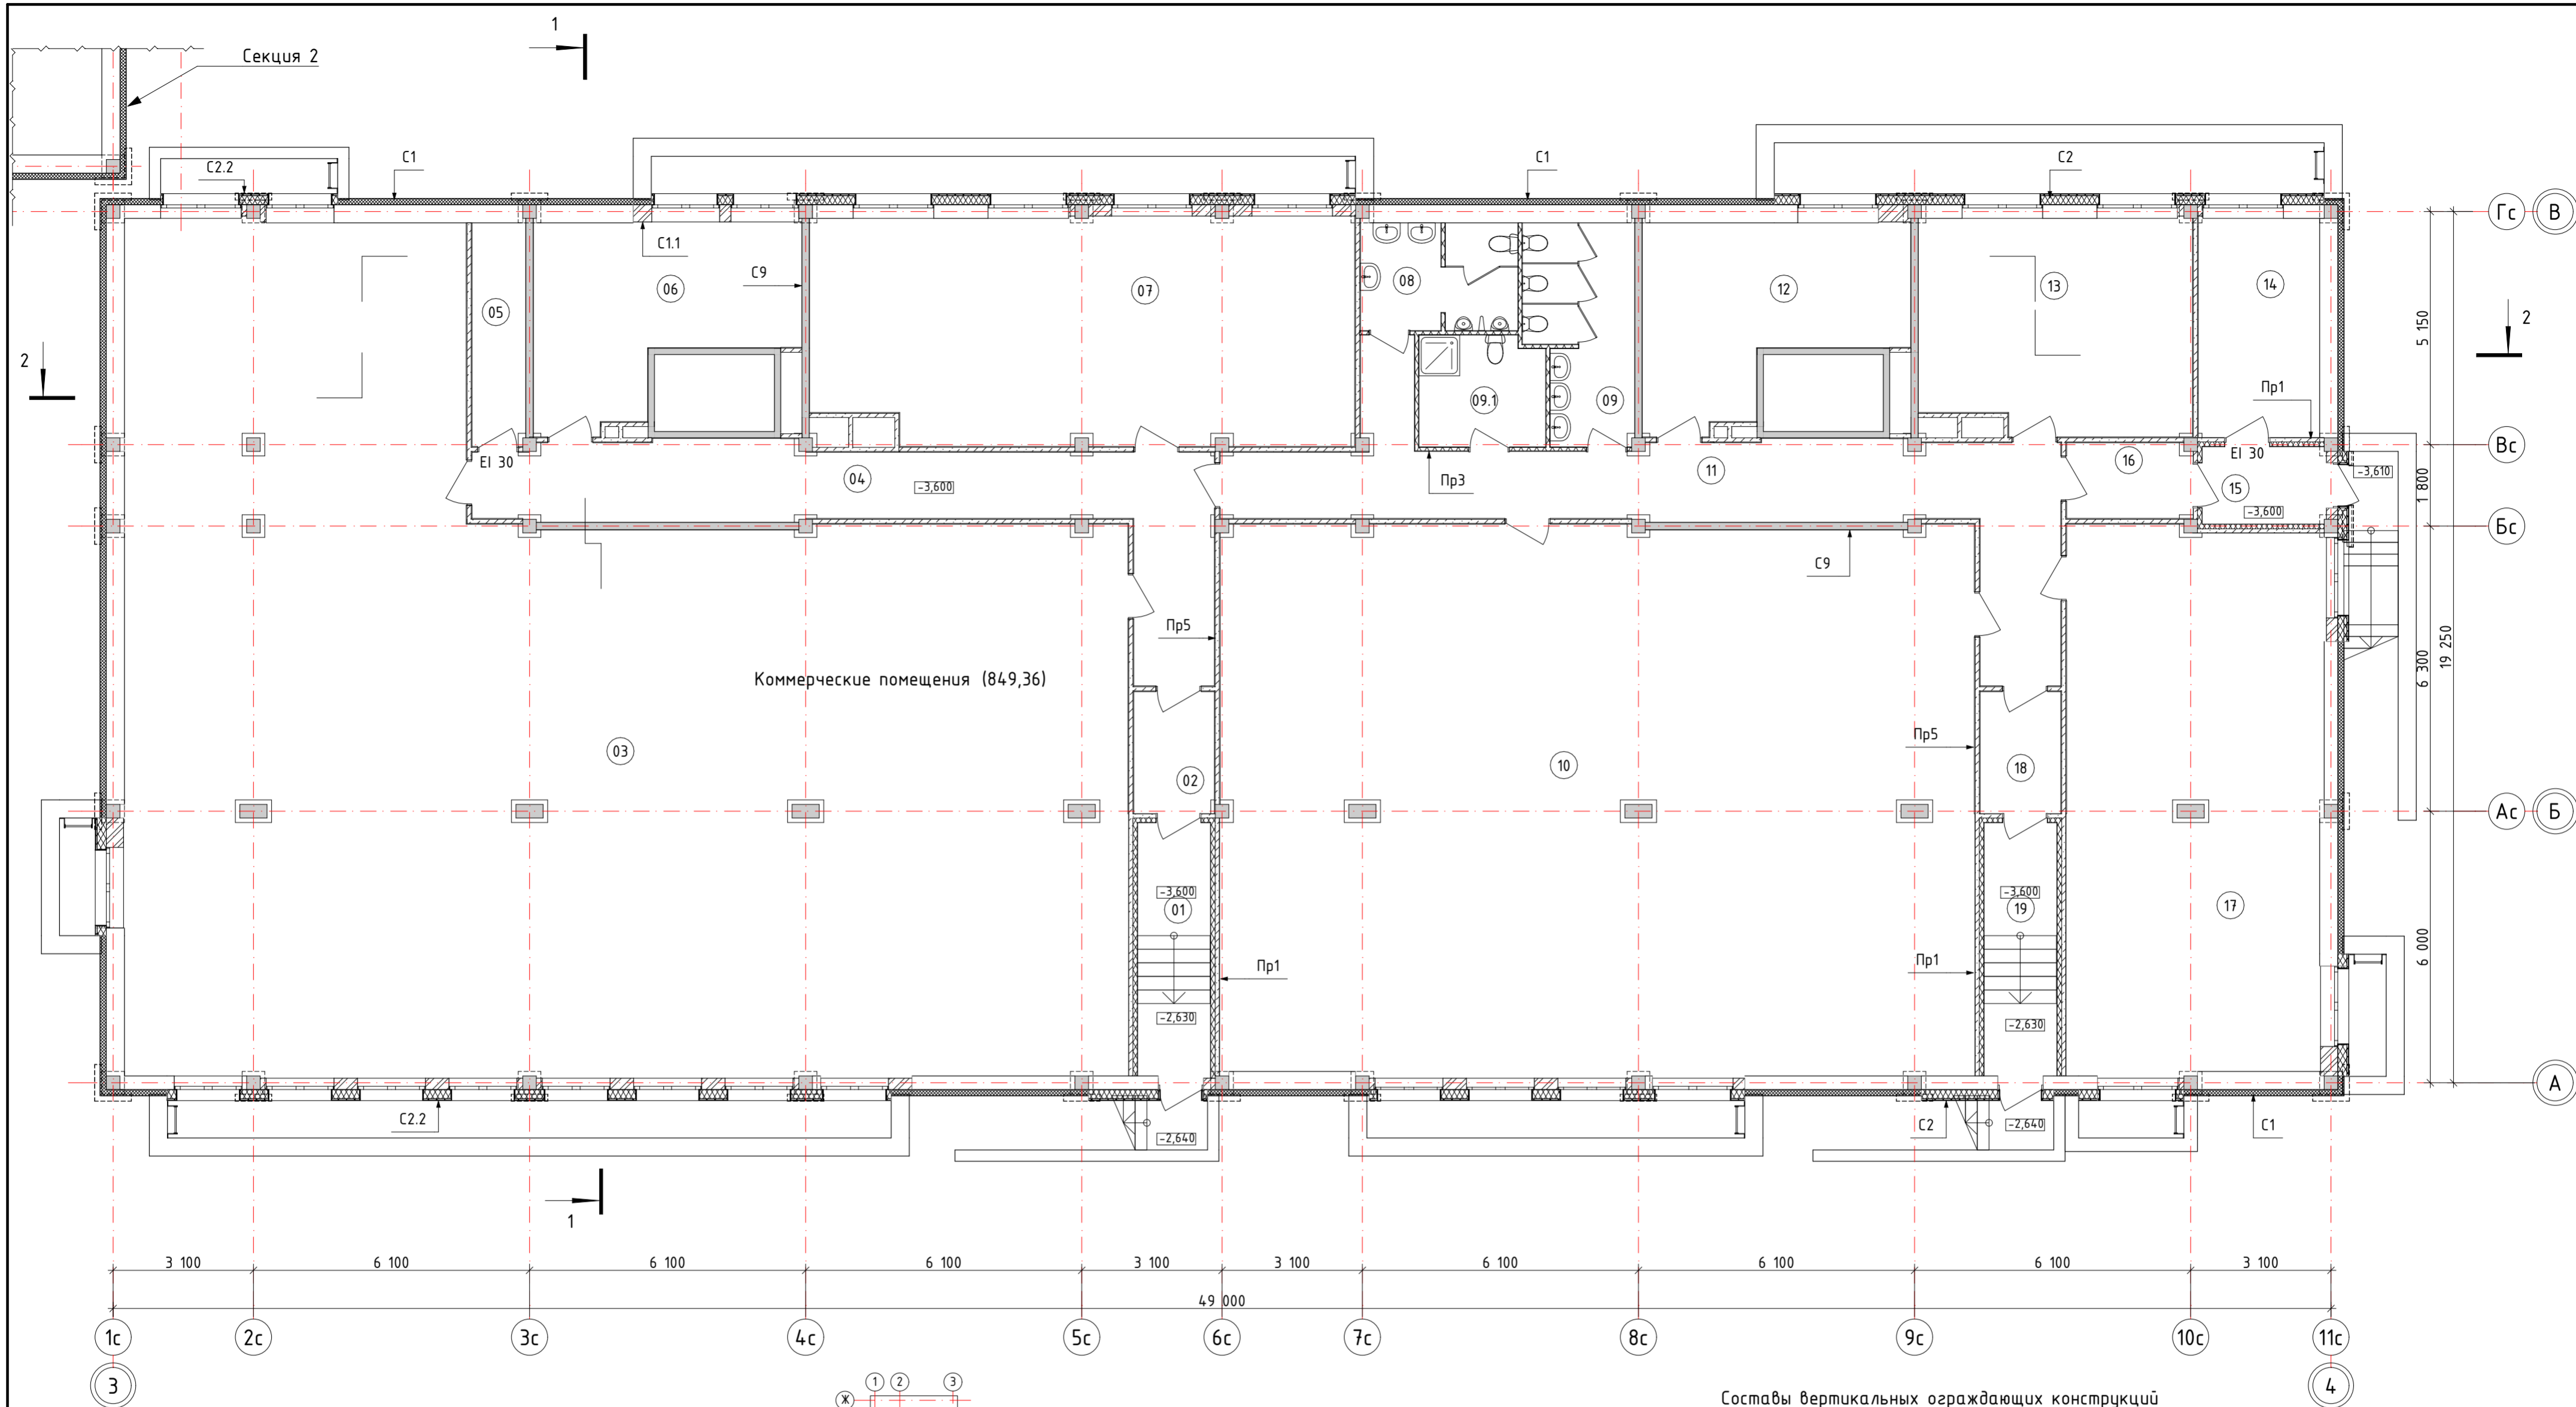 1
Секция 2
С2.2
С1
С1
С2
Гс
В
С1.1
С9
05
06
07
08
12
13
14
5 150
2
2
09.1
09
Пр1
EI 30
04
-3,600
Пр3
11
16
EI 30
15
-3,600
-3,610
Вс
1 800
Бс
С9
Пр5
6 300
19 250
Коммерческие помещения (849,36)
03
02
10
Пр5
18
Ас
Б
-3,600
01
-3,600
19
17
6 000
Пр1
Пр1
-2,630
-2,630
А
С2.2
-2,640
С2
-2,640
С1
1
3 100
6 100
6 100
6 100
3 100
3 100
6 100
6 100
6 100
3 100
49 000
1с
2с
3с
4с
5с
6с
7с
8с
9с
10с
11с
3
4
1
2
3
Ж
Составы вертикальных ограждающих конструкций